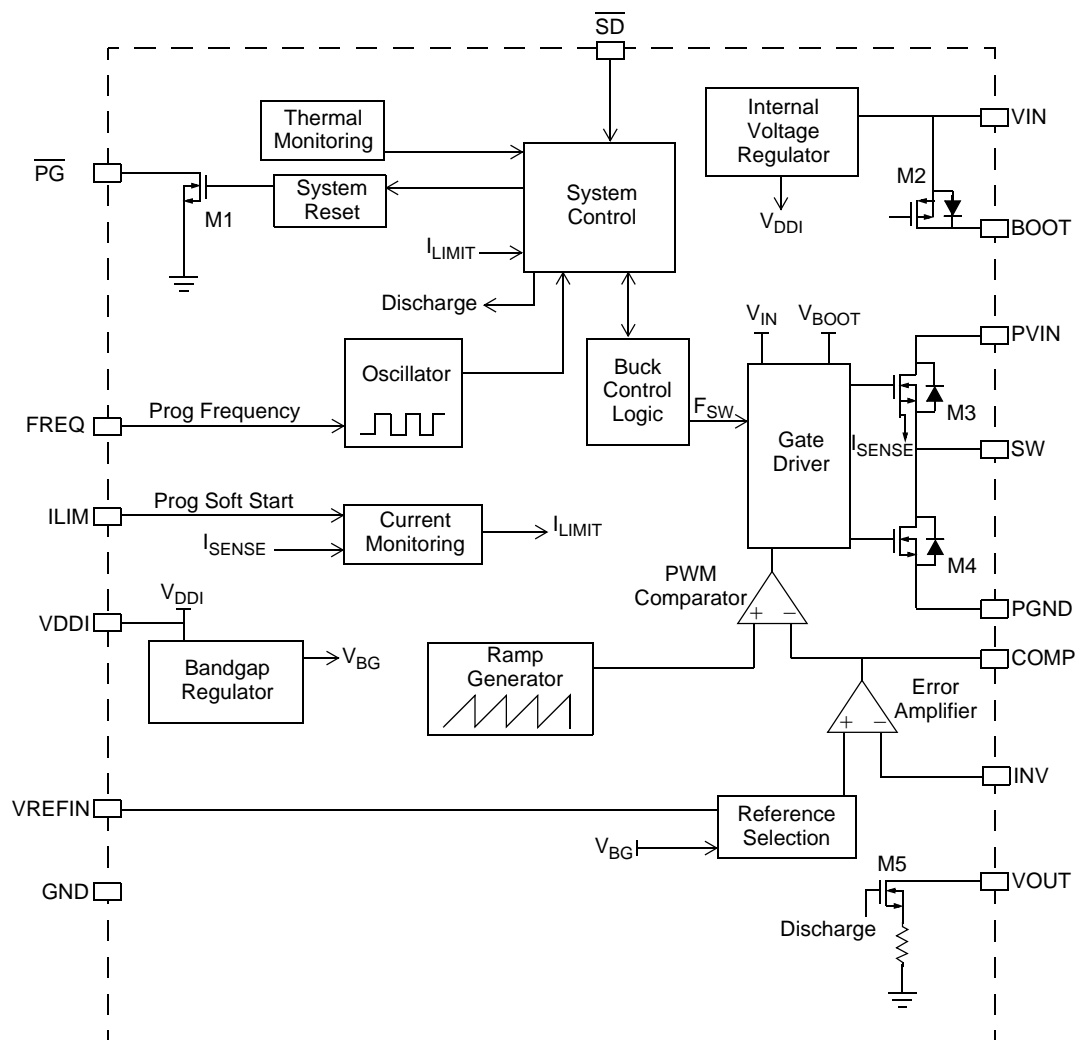 SD
Thermal
Monitoring
Internal
Voltage
Regulator
VIN
PG
M1
System
Reset
System
Control
M2
VDDI
BOOT
ILIMIT
Discharge
VIN
VBOOT
PVIN
Oscillator
Buck
Control
Logic
FREQ
Prog Frequency
FSW
Gate
Driver
M3
ISENSE
SW
ILIM
Prog Soft Start
ISENSE
Current
Monitoring
ILIMIT
M4
PWM
Comparator
VDDI
VDDI
PGND
+ −
Bandgap
Regulator
VBG
Ramp
Generator
COMP
Error
Amplifier
+ −
INV
VREFIN
Reference
Selection
VBG
GND
M5
VOUT
Discharge